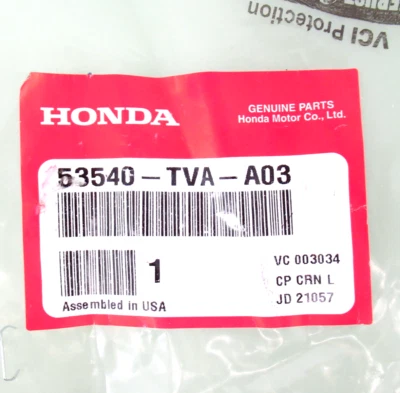 VCI Protection
HONDA
GENUINE PARTS
Honda Motor Co., Ltd.
53540-TVA-A03
1
VC 003034
CP CRN L
JD 21057
Assembled in USA